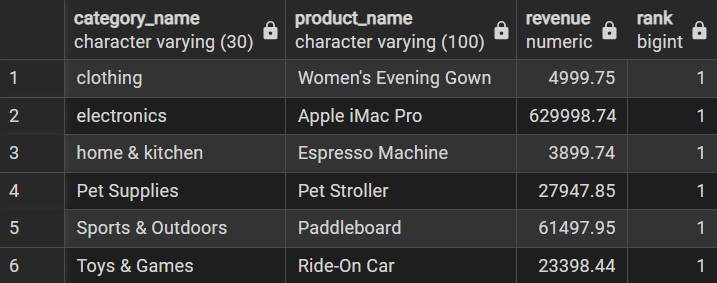 category_name product_name revenue rank
character varying (30) character varying (100) numeric bigint
1 clothing Women's Evening Gown 4999.75 1
2 electronics Apple iMac Pro 629998.74 1
3 home & kitchen Espresso Machine 3899.74 1
4 Pet Supplies Pet Stroller 27947.85 1
5 Sports & Outdoors Paddleboard 61497.95 1
6 Toys & Games Ride-On Car 23398.44 1